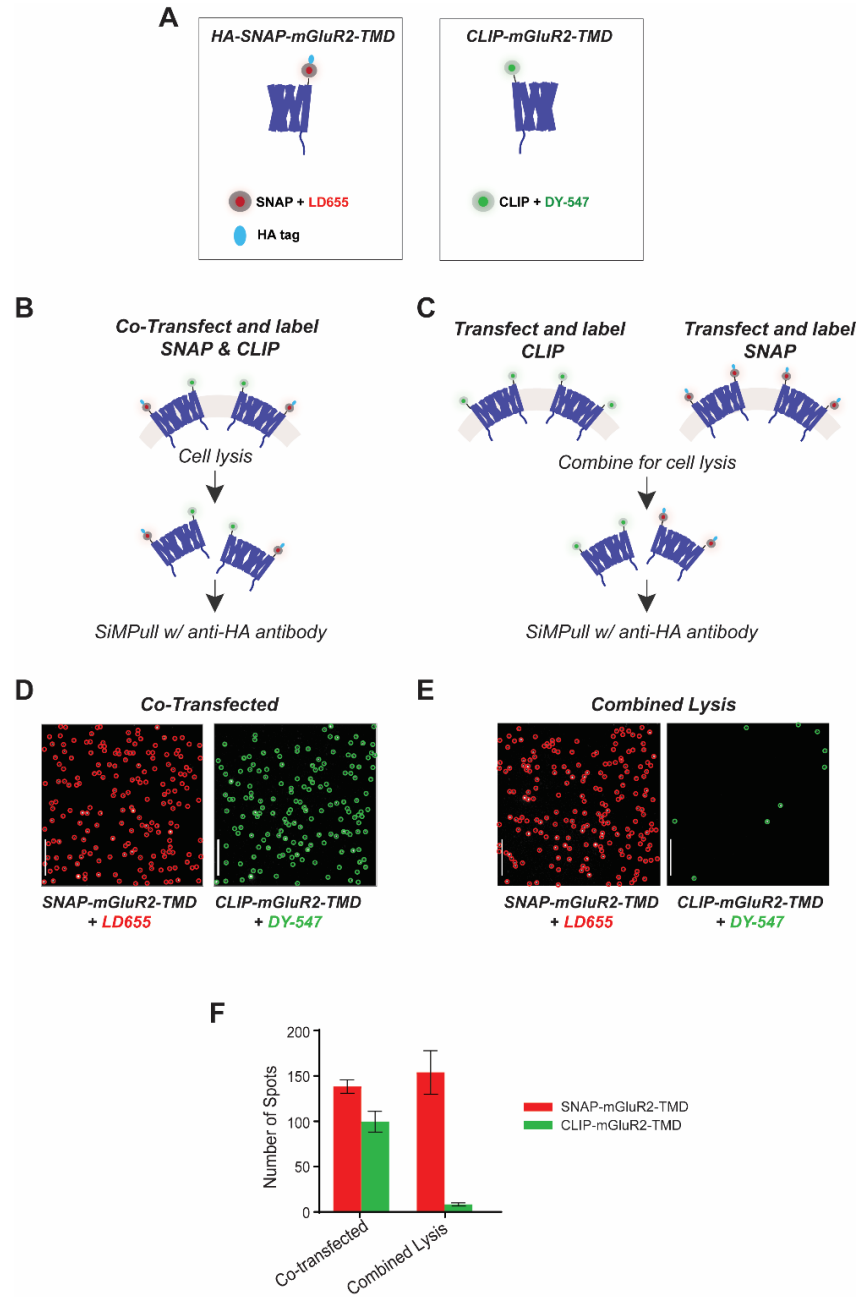 A
HA-SNAP-mGluR2-TMD
CLIP-mGluR2-TMD
SNAP + LD655
HA tag
CLIP + DY-547
B
Co-Transfect and label
SNAP & CLIP
Cell lysis
SiMPull w/ anti-HA antibody
C
Transfect and label
CLIP
Transfect and label
SNAP
Combine for cell lysis
SiMPull w/ anti-HA antibody
D
Co-Transfected
SNAP-mGluR2-TMD
+ LD655
CLIP-mGluR2-TMD
+ DY-547
E
Combined Lysis
SNAP-mGluR2-TMD
+ LD655
CLIP-mGluR2-TMD
+ DY-547
F
Number of Spots
200
150
100
50
0
Co-transfected
Combined Lysis
SNAP-mGluR2-TMD
CLIP-mGluR2-TMD